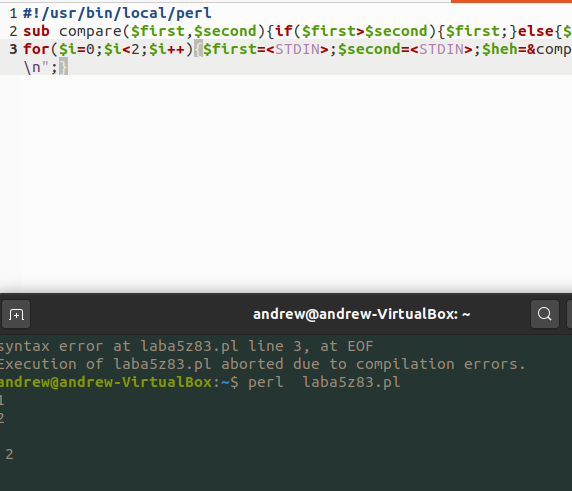 1 #!/usr/bin/local/perl
2 sub compare($first,$second){if($first>$second){$first;}else{$
3 for($i=0;$i<2;$i++){$first=<STDIN>;$second=<STDIN>;$heh=&comp
\n";}
andrew@andrew-VirtualBox: ~
syntax error at laba5z83.pl line 3, at EOF
Execution of laba5z83.pl aborted due to compilation errors.
andrew@andrew-VirtualBox:~$ perl  laba5z83.pl
1
2
2